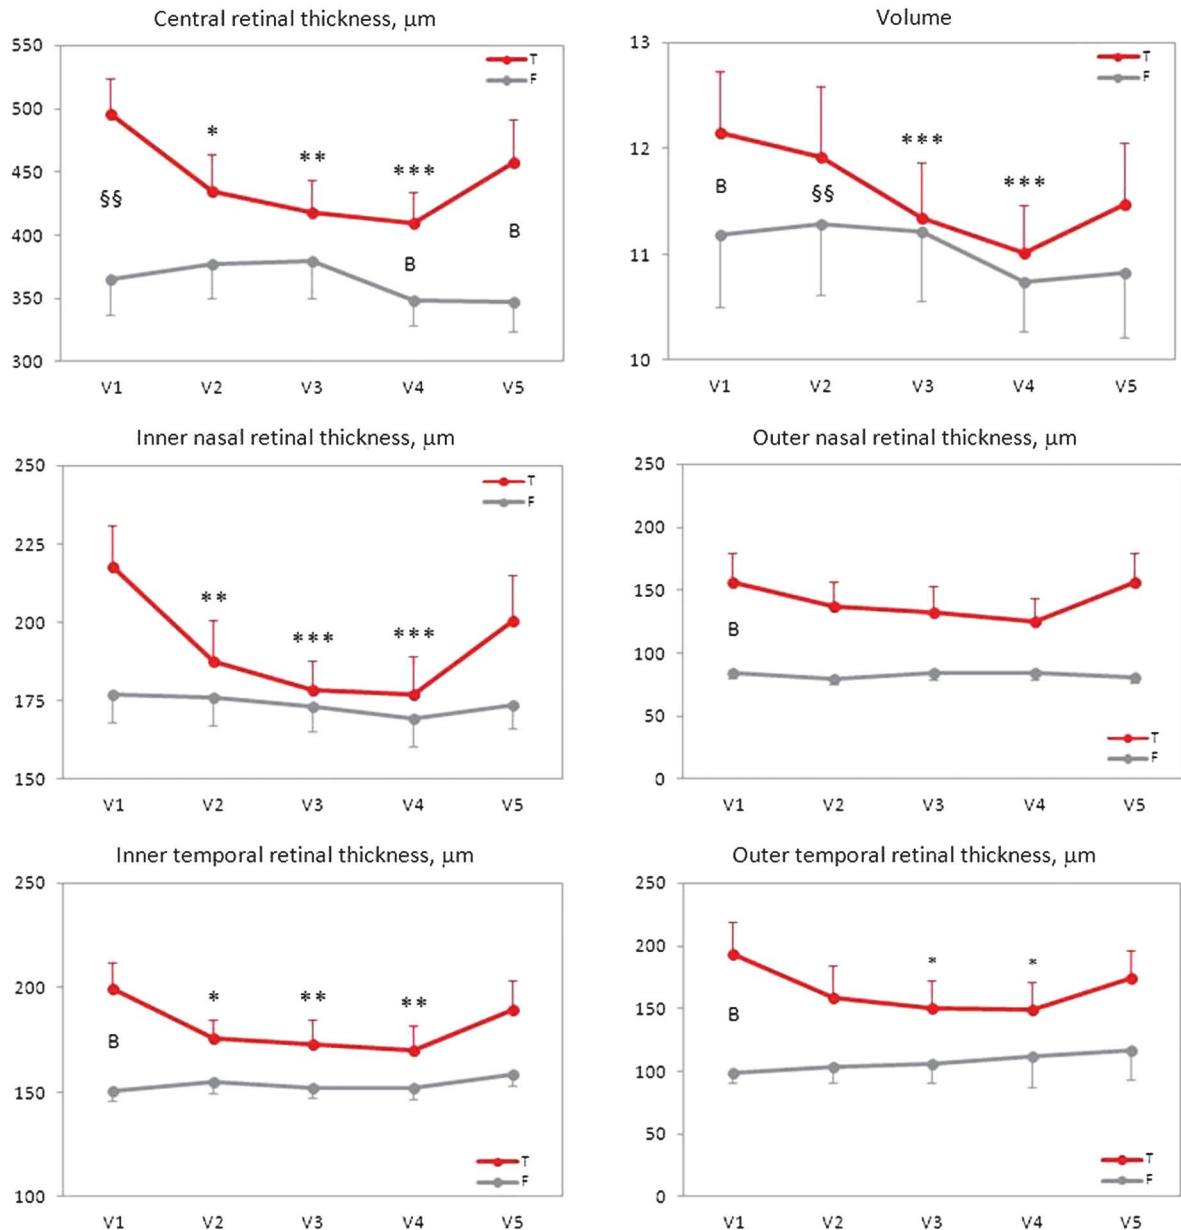 Central retinal thickness, μm
550
500
450
400
350
300
T
F
*
**
***
§§
B
B
V1 V2 V3 V4 V5
Volume
13
12
11
10
T
F
***
***
B
§§
V1 V2 V3 V4 V5
Inner nasal retinal thickness, μm
250
225
200
175
150
T
F
**
***
***
V1 V2 V3 V4 V5
Outer nasal retinal thickness, μm
250
200
150
100
50
0
B
T
F
V1 V2 V3 V4 V5
Inner temporal retinal thickness, μm
250
200
150
100
*
**
**
B
T
F
V1 V2 V3 V4 V5
Outer temporal retinal thickness, μm
250
200
150
100
50
0
*
*
B
T
F
V1 V2 V3 V4 V5